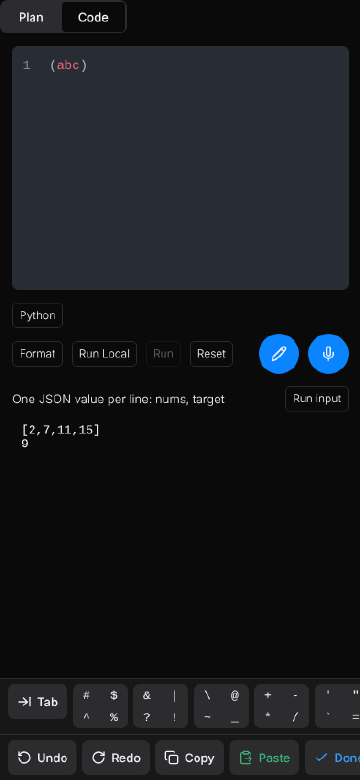 Plan Code
1 (abc)
Python
Format Run Local Run Reset
One JSON value per line: nums, target Run input
[2,7,11,15]
9
Tab # $ & | \ @ + - ' "
^ % ? ! ~ _ * / ` =
Undo Redo Copy Paste Done